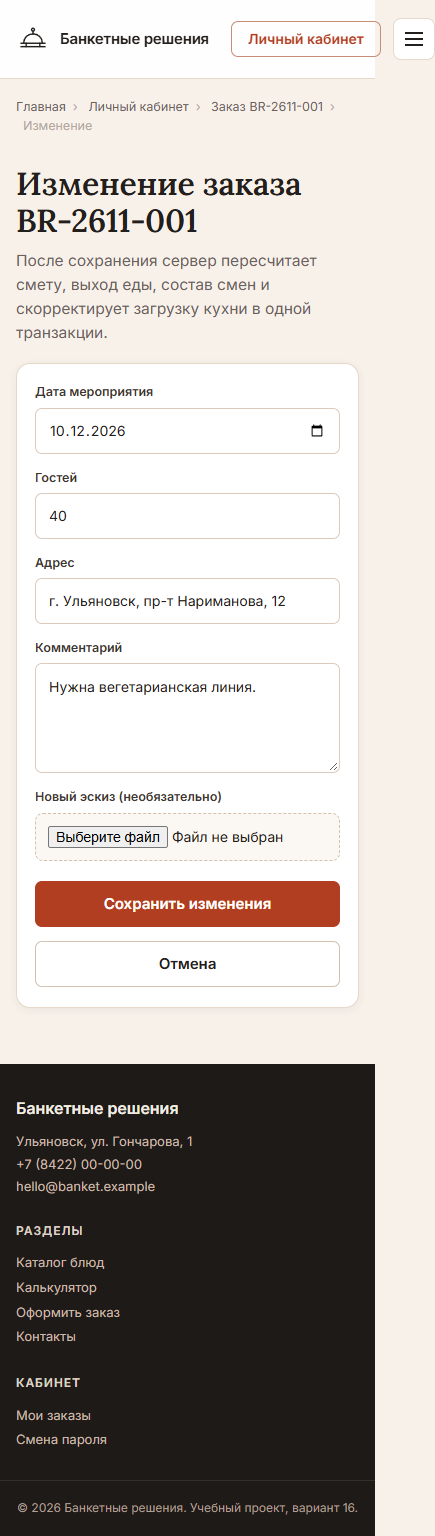 Банкетные решения
Личный кабинет
Главная › Личный кабинет › Заказ BR-2611-001 ›
Изменение
Изменение заказа
BR-2611-001
После сохранения сервер пересчитает
смету, выход еды, состав смен и
скорректирует загрузку кухни в одной
транзакции.
Дата мероприятия
10.12.2026
Гостей
40
Адрес
г. Ульяновск, пр-т Нариманова, 12
Комментарий
Нужна вегетарианская линия.
Новый эскиз (необязательно)
Выберите файл Файл не выбран
Сохранить изменения
Отмена
Банкетные решения
Ульяновск, ул. Гончарова, 1
+7 (8422) 00-00-00
hello@banket.example
РАЗДЕЛЫ
Каталог блюд
Калькулятор
Оформить заказ
Контакты
КАБИНЕТ
Мои заказы
Смена пароля
© 2026 Банкетные решения. Учебный проект, вариант 16.